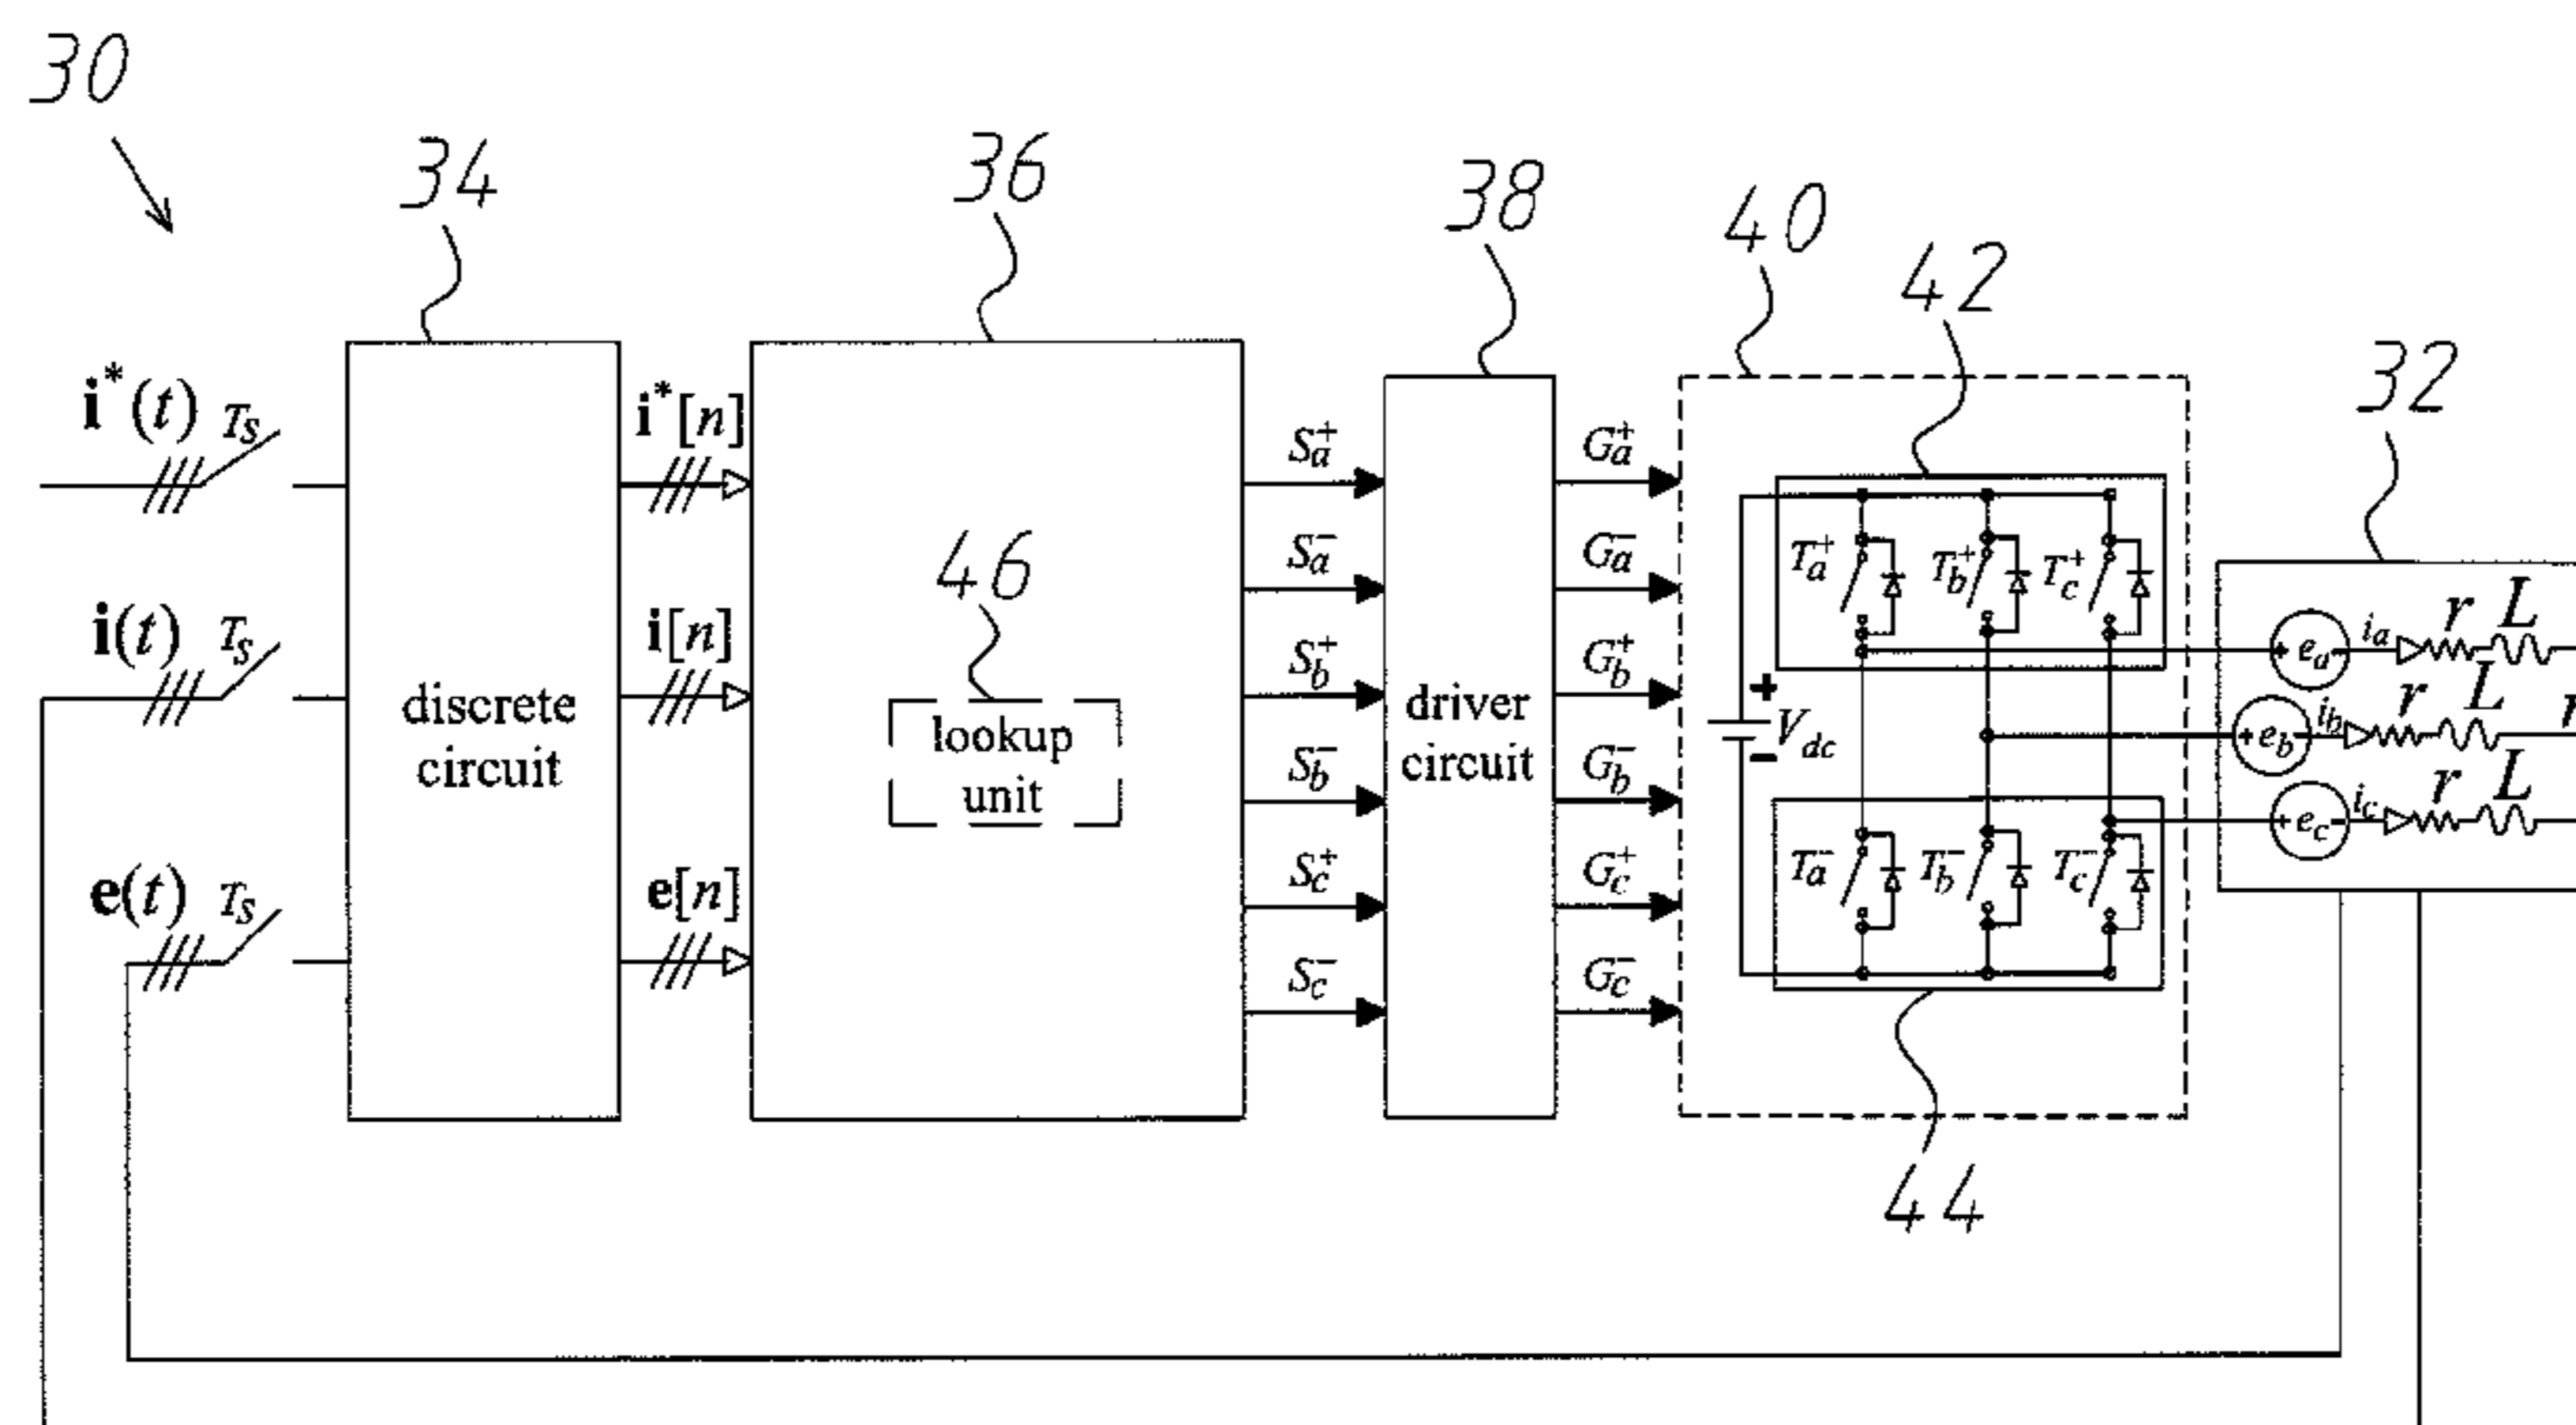 30
34
36
38
40
42
32
i*(t) Ts
i*[n]
i(t) Ts
i[n]
e(t) Ts
e[n]
discrete
circuit
46
lookup
unit
Sa+
Sa−
Sb+
Sb−
Sc+
Sc−
driver
circuit
Ga+
Ga−
Gb+
Gb−
Gc+
Gc−
Ta+ Tb+ Tc+
+
Vdc
−
Ta− Tb− Tc−
44
+ ea − ia r L
+ eb − ib r L
+ ec − ic r L